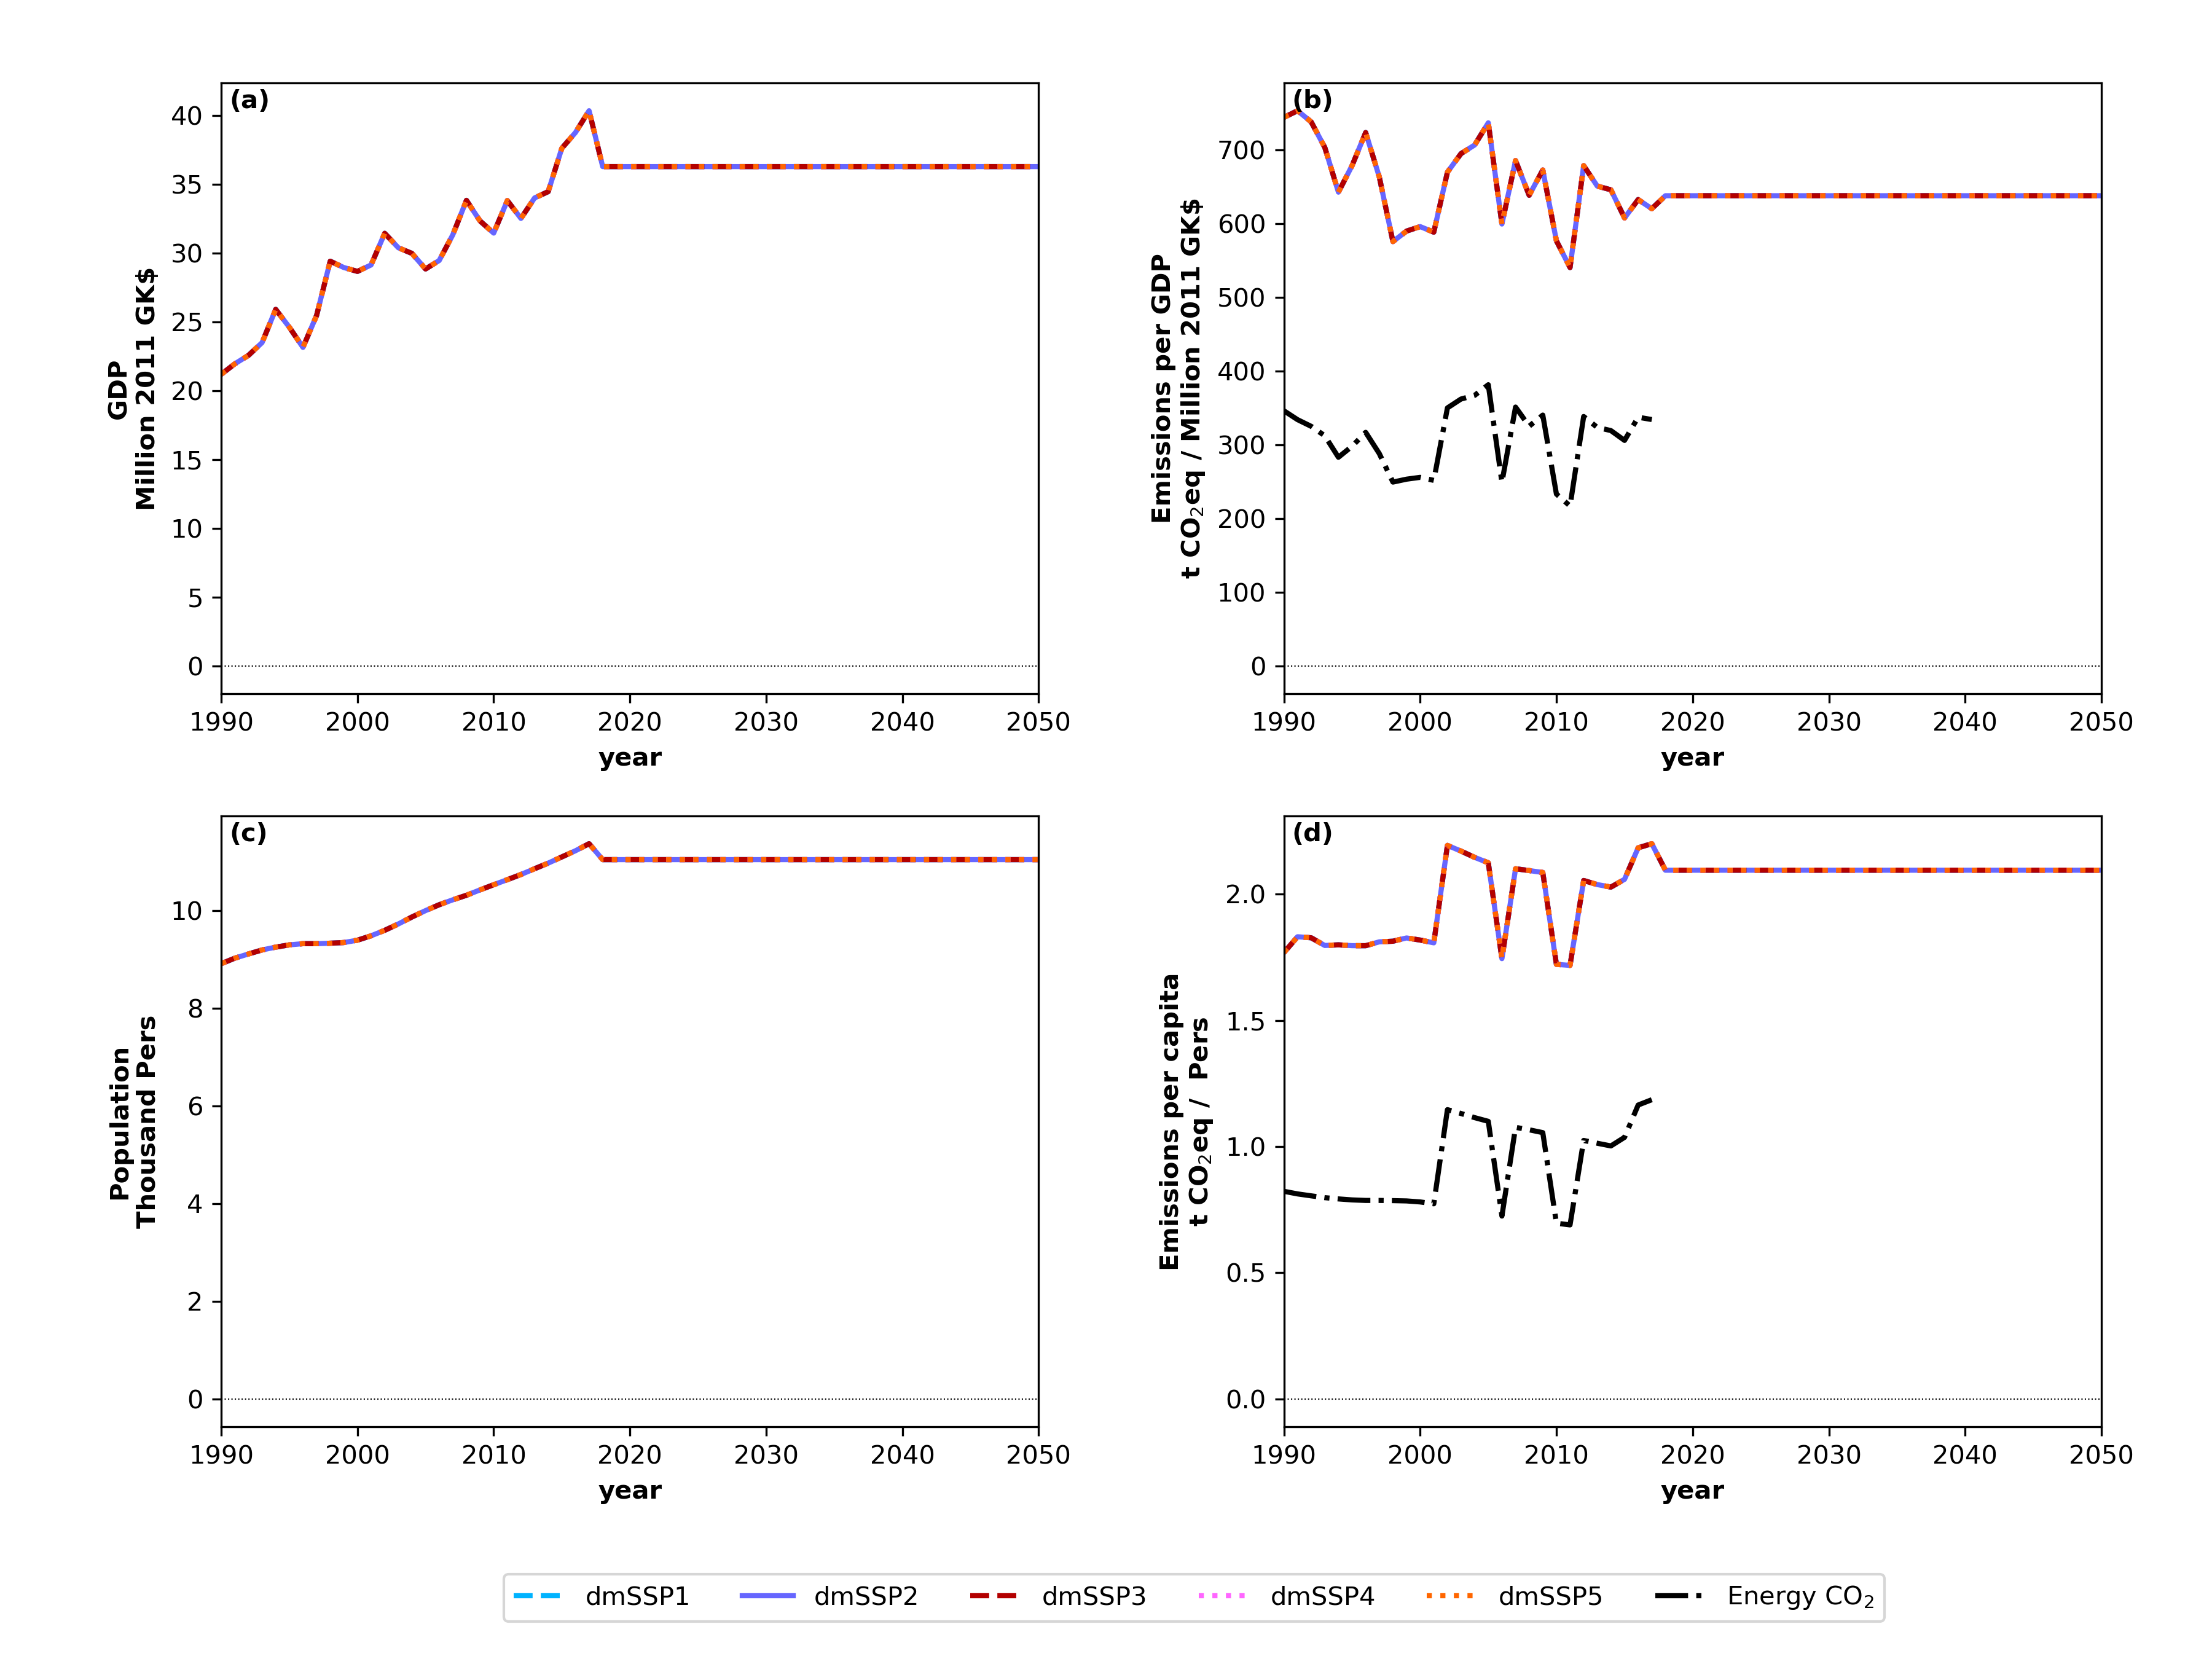 (a)
GDP
Million 2011 GK$
40
35
30
25
20
15
10
5
0
1990 2000 2010 2020 2030 2040 2050
year
(b)
Emissions per GDP
t CO₂eq / Million 2011 GK$
700
600
500
400
300
200
100
0
1990 2000 2010 2020 2030 2040 2050
year
(c)
Population
Thousand Pers
10
8
6
4
2
0
1990 2000 2010 2020 2030 2040 2050
year
(d)
Emissions per capita
t CO₂eq / Pers
2.0
1.5
1.0
0.5
0.0
1990 2000 2010 2020 2030 2040 2050
year
dmSSP1 dmSSP2 dmSSP3 dmSSP4 dmSSP5 Energy CO₂